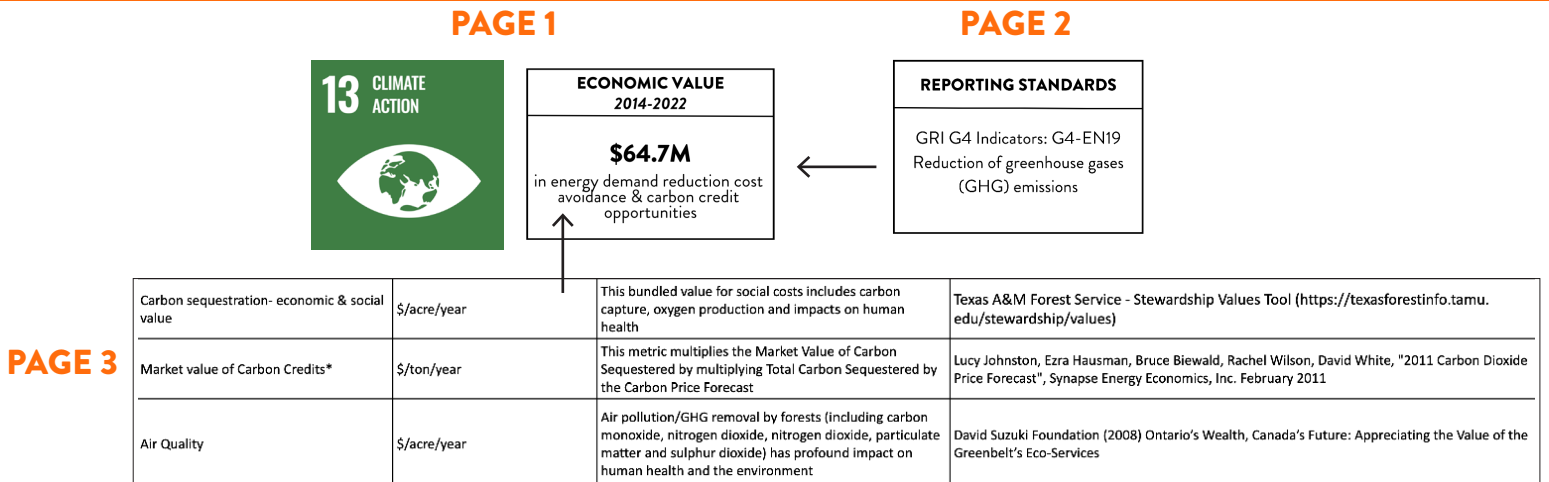 PAGE 1
PAGE 2
13 CLIMATE
ACTION
ECONOMIC VALUE
2014-2022
$64.7M
in energy demand reduction cost
avoidance & carbon credit
opportunities
REPORTING STANDARDS
GRI G4 Indicators: G4-EN19
Reduction of greenhouse gases
(GHG) emissions
PAGE 3
Carbon sequestration- economic & social
value
$/acre/year
This bundled value for social costs includes carbon
capture, oxygen production and impacts on human
health
Texas A&M Forest Service - Stewardship Values Tool (https://texasforestinfo.tamu.
edu/stewardship/values)
Market value of Carbon Credits*
$/ton/year
This metric multiplies the Market Value of Carbon
Sequestered by multiplying Total Carbon Sequestered by
the Carbon Price Forecast
Lucy Johnston, Ezra Hausman, Bruce Biewald, Rachel Wilson, David White, "2011 Carbon Dioxide
Price Forecast", Synapse Energy Economics, Inc. February 2011
Air Quality
$/acre/year
Air pollution/GHG removal by forests (including carbon
monoxide, nitrogen dioxide, nitrogen dioxide, particulate
matter and sulphur dioxide) has profound impact on
human health and the environment
David Suzuki Foundation (2008) Ontario's Wealth, Canada's Future: Appreciating the Value of the
Greenbelt's Eco-Services